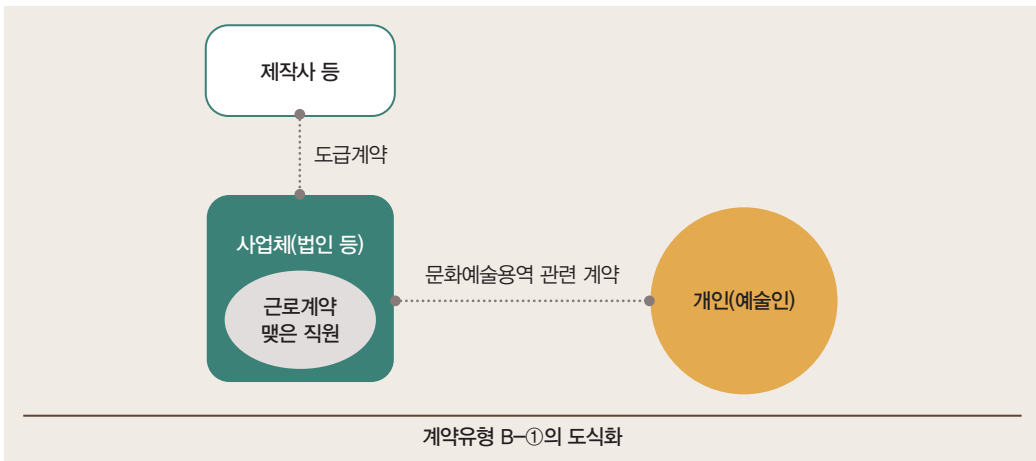 제작사 등
도급계약
사업체(법인 등)
근로계약
맺은 직원
문화예술용역 관련 계약
개인(예술인)
계약유형 B-①의 도식화